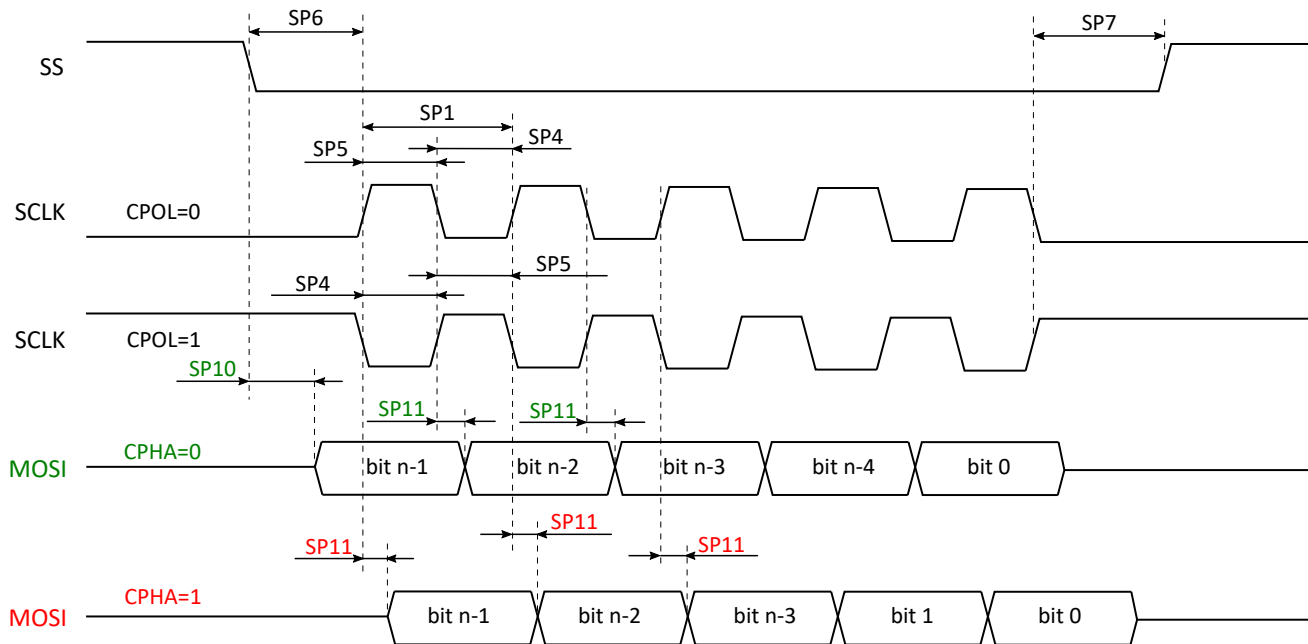 SP6
SP7
SS
SP1
SP5
SP4
SCLK
CPOL=0
SP5
SP4
SCLK
CPOL=1
SP10
SP11
SP11
MOSI
CPHA=0
bit n-1
bit n-2
bit n-3
bit n-4
bit 0
SP11
SP11
SP11
MOSI
CPHA=1
bit n-1
bit n-2
bit n-3
bit 1
bit 0